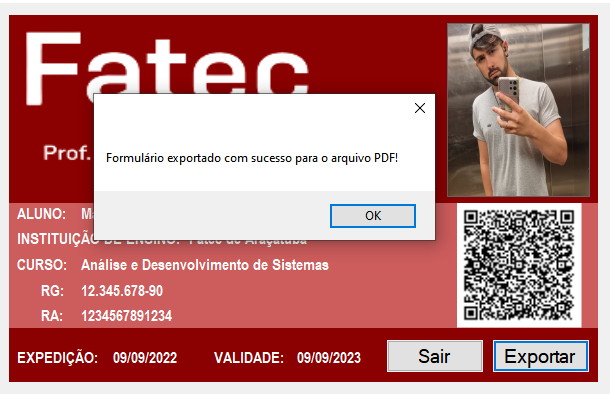 Fatec
Prof.
Formulário exportado com sucesso para o arquivo PDF!
OK
ALUNO:
INSTITUIÇÃO DE ENSINO: Fatec de Araçatuba
CURSO: Análise e Desenvolvimento de Sistemas
RG: 12.345.678-90
RA: 1234567891234
EXPEDIÇÃO: 09/09/2022 VALIDADE: 09/09/2023 Sair Exportar